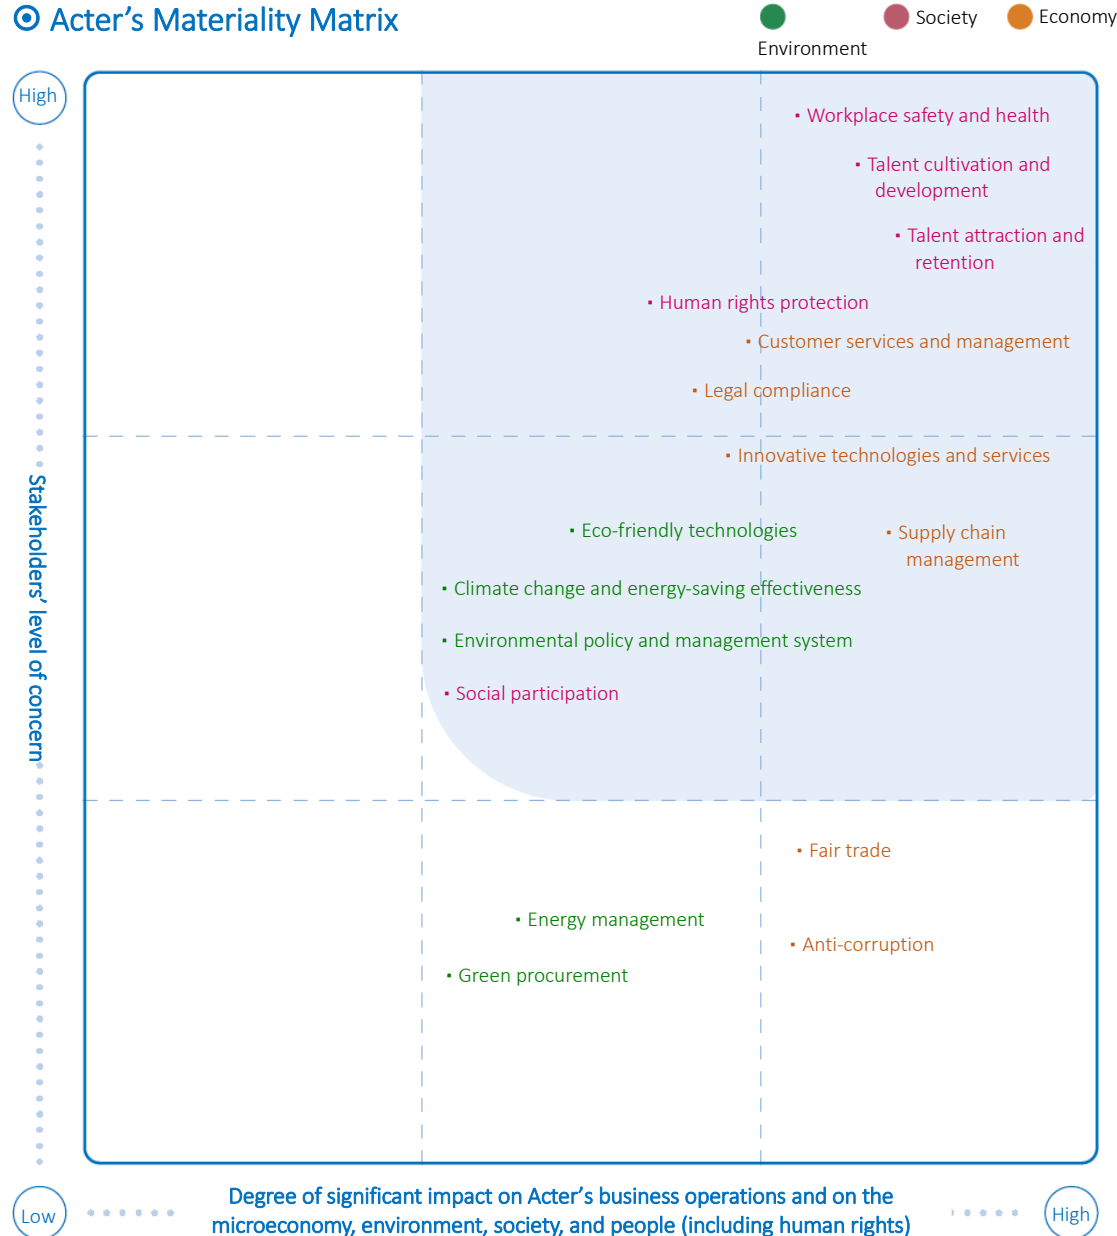 Acter’s Materiality Matrix
Society
Economy
Environment
High
Workplace safety and health
Talent cultivation and
development
Talent attraction and
retention
Human rights protection
Customer services and management
Legal compliance
Innovative technologies and services
Eco-friendly technologies
Supply chain
management
Climate change and energy-saving effectiveness
Environmental policy and management system
Social participation
Stakeholders’ level of concern
Fair trade
Energy management
Anti-corruption
Green procurement
Low
Degree of significant impact on Acter’s business operations and on the
microeconomy, environment, society, and people (including human rights)
High